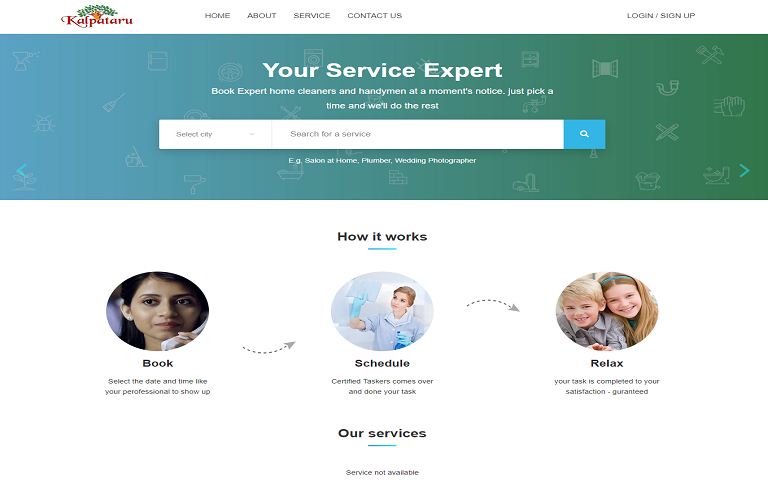 Kalpataru
HOME ABOUT SERVICE CONTACT US LOGIN / SIGN UP
Your Service Expert
Book Expert home cleaners and handymen at a moment's notice. just pick a
time and we'll do the rest
Select city Search for a service
E.g. Salon at Home, Plumber, Wedding Photographer
How it works
Book
Select the date and time like
your perofessional to show up
Schedule
Certified Taskers comes over
and done your task
Relax
your task is completed to your
satisfaction - guranteed
Our services
Service not available